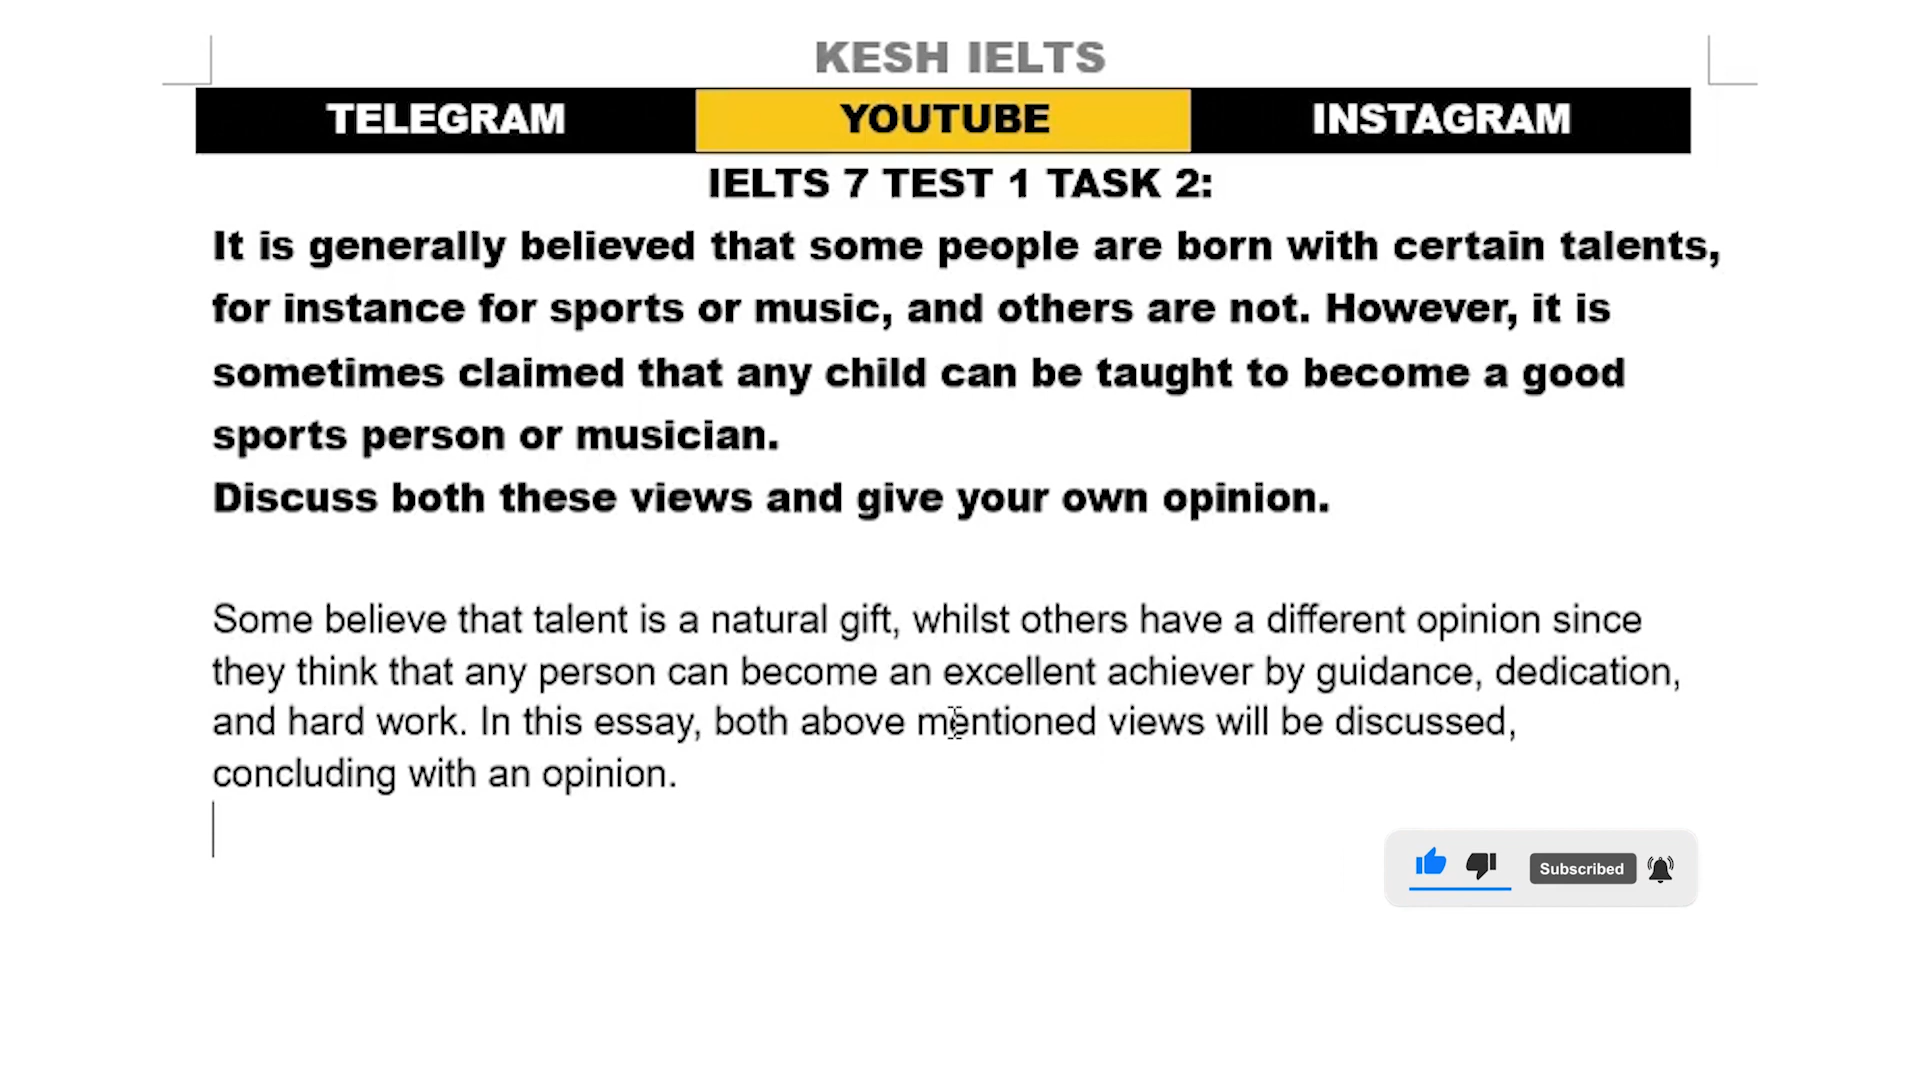 KESH IELTS
TELEGRAM YOUTUBE INSTAGRAM
IELTS 7 TEST 1 TASK 2:
It is generally believed that some people are born with certain talents,
for instance for sports or music, and others are not. However, it is
sometimes claimed that any child can be taught to become a good
sports person or musician.
Discuss both these views and give your own opinion.
Some believe that talent is a natural gift, whilst others have a different opinion since
they think that any person can become an excellent achiever by guidance, dedication,
and hard work. In this essay, both above mentioned views will be discussed,
concluding with an opinion.
Subscribed